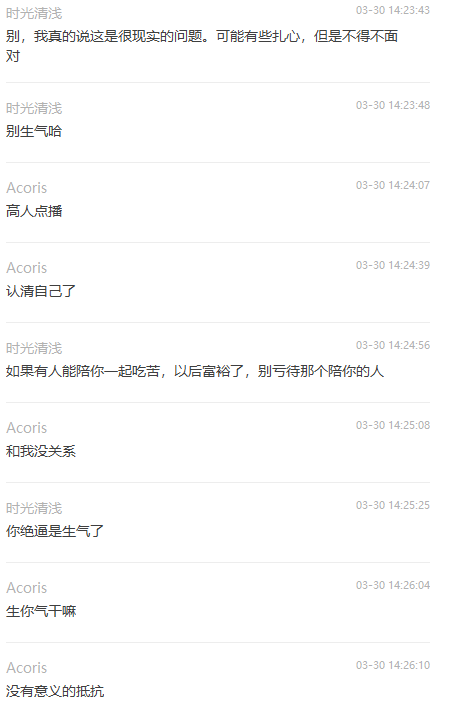 时光清浅 03-30 14:23:43
别，我真的说这是很现实的问题。可能有些扎心，但是不得不面
对
时光清浅 03-30 14:23:48
别生气哈
Acoris 03-30 14:24:07
高人点播
Acoris 03-30 14:24:39
认清自己了
时光清浅 03-30 14:24:56
如果有人能陪你一起吃苦，以后富裕了，别亏待那个陪你的人
Acoris 03-30 14:25:08
和我没关系
时光清浅 03-30 14:25:25
你绝逼是生气了
Acoris 03-30 14:26:04
生你气干嘛
Acoris 03-30 14:26:10
没有意义的抵抗